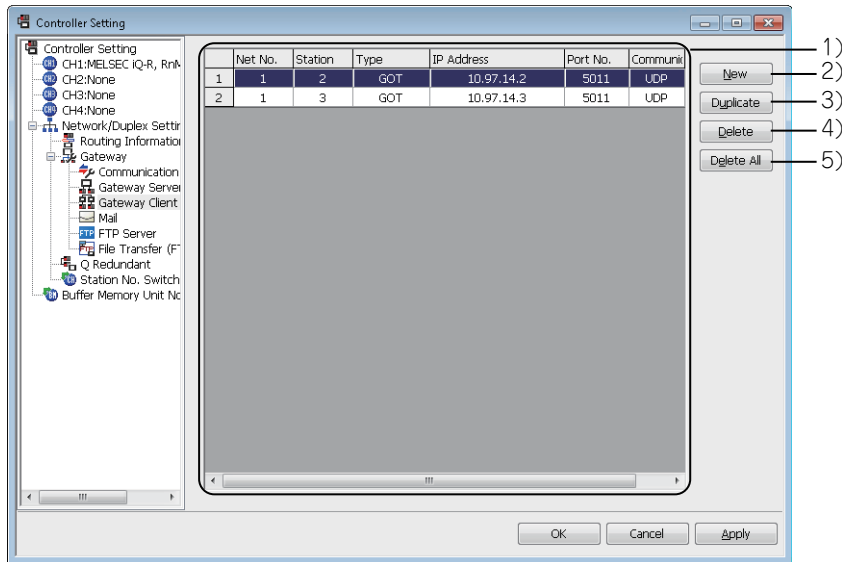 Controller Setting
Controller Setting
CH1:MELSEC iQ-R, RnM
CH2:None
CH3:None
CH4:None
Network/Duplex Settir
Routing Informatior
Gateway
Communication
Gateway Server
Gateway Client
Mail
FTP Server
File Transfer (F
Q Redundant
Station No. Switch
Buffer Memory Unit No
Net No. Station Type IP Address Port No. Communic
1 1 2 GOT 10.97.14.2 5011 UDP
2 1 3 GOT 10.97.14.3 5011 UDP
New
Duplicate
Delete
Delete All
1)
2)
3)
4)
5)
OK Cancel Apply